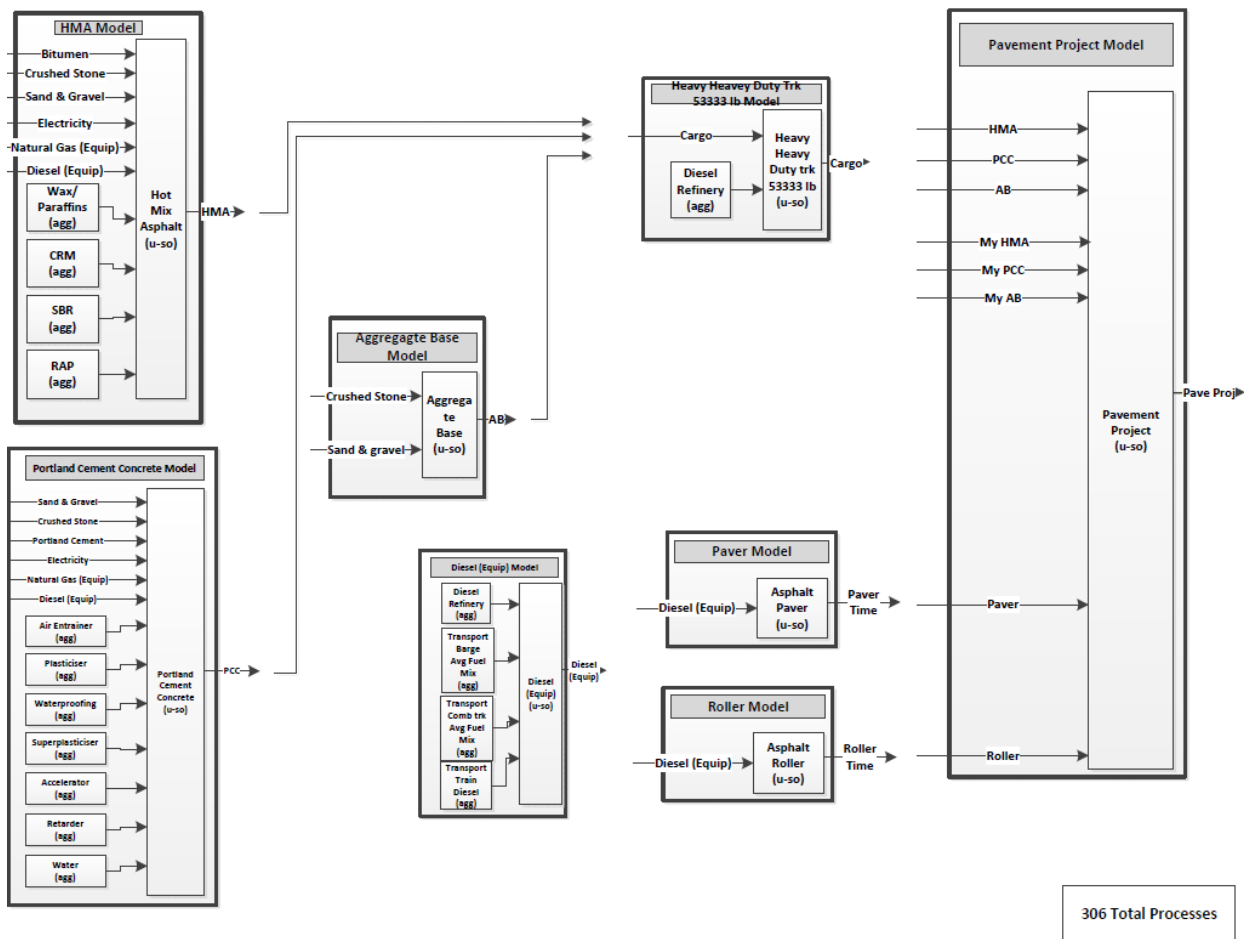 HMA Model
Bitumen
Crushed Stone
Sand & Gravel
Electricity
Natural Gas (Equip)
Diesel (Equip)
Wax/
Paraffins
(agg)
CRM
(agg)
SBR
(agg)
RAP
(agg)
Hot
Mix
Asphalt
(u-so)
HMA
Portland Cement Concrete Model
Sand & Gravel
Crushed Stone
Portland Cement
Electricity
Natural Gas (Equip)
Diesel (Equip)
Air Entrainer
(agg)
Plasticiser
(agg)
Waterproofing
(agg)
Superplasticiser
(agg)
Accelerator
(agg)
Retarder
(agg)
Water
(agg)
Portland
Cement
Concrete
(u-so)
PCC
Aggregagte Base
Model
Crushed Stone
Sand & gravel
Aggrega
te
Base
(u-so)
AB
Diesel (Equip) Model
Diesel
Refinery
(agg)
Transport
Barge
Avg Fuel
Mix
(agg)
Transport
Comb trk
Avg Fuel
Mix
(agg)
Transport
Train
Diesel
(agg)
Diesel
(Equip)
(u-so)
Diesel
(Equip)
Heavy Heavey Duty Trk
53333 lb Model
Cargo
Diesel
Refinery
(agg)
Heavy
Heavy
Duty trk
53333 lb
(u-so)
Cargo
Paver Model
Diesel (Equip)
Asphalt
Paver
(u-so)
Paver
Time
Roller Model
Diesel (Equip)
Asphalt
Roller
(u-so)
Roller
Time
Pavement Project Model
HMA
PCC
AB
My HMA
My PCC
My AB
Paver
Roller
Pavement
Project
(u-so)
Pave Proj
306 Total Processes